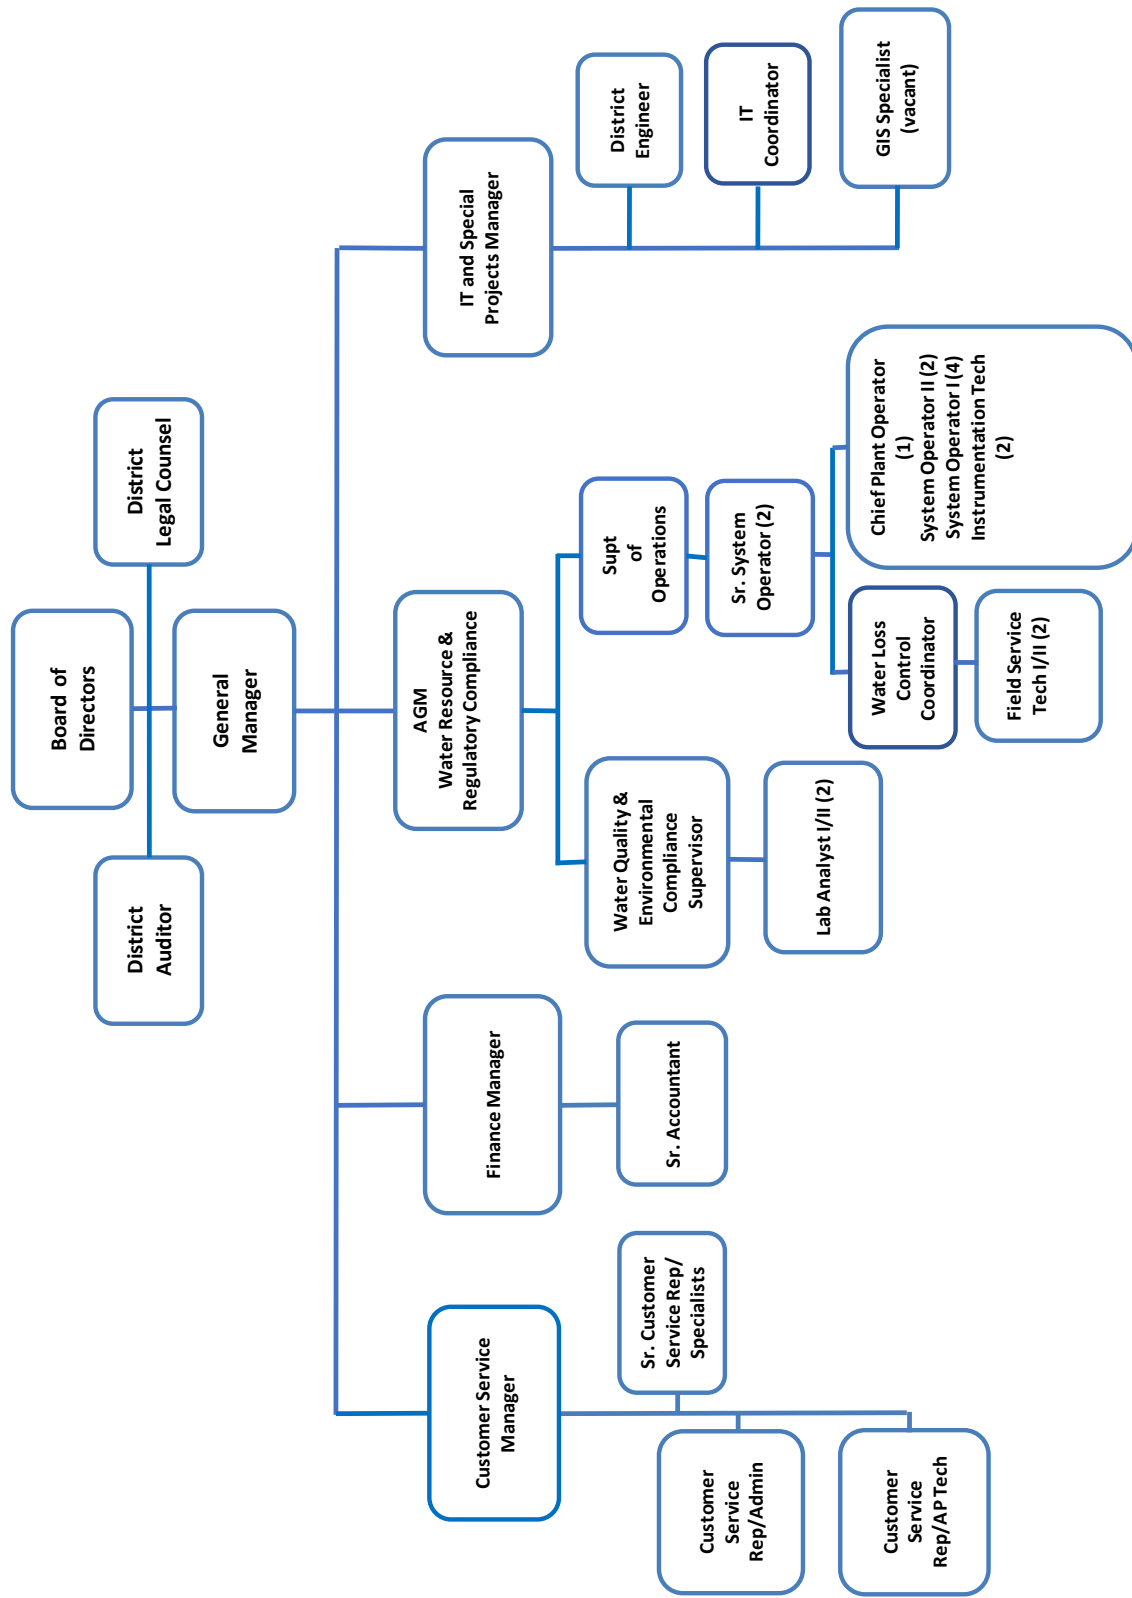 Board of
Directors
District
Auditor
District
Legal Counsel
General
Manager
Customer Service
Manager
Finance Manager
AGM
Water Resource &
Regulatory Compliance
IT and Special
Projects Manager
Sr. Customer
Service Rep/
Specialists
Customer
Service
Rep/Admin
Customer
Service
Rep/AP Tech
Sr. Accountant
Water Quality &
Environmental
Compliance
Supervisor
Lab Analyst I/II (2)
Supt
of
Operations
Sr. System
Operator (2)
Water Loss
Control
Coordinator
Field Service
Tech I/II (2)
Chief Plant Operator
(1)
System Operator II (2)
System Operator I (4)
Instrumentation Tech
(2)
District
Engineer
IT
Coordinator
GIS Specialist
(vacant)